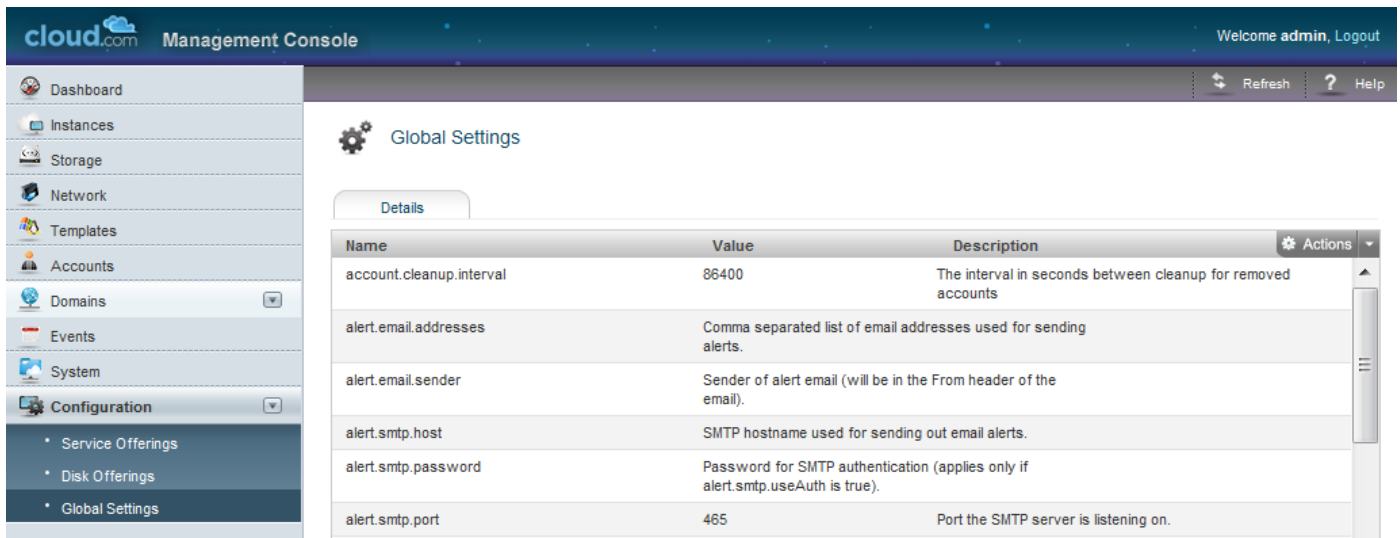 cloud.com Management Console
Welcome admin, Logout
Refresh
? Help
Dashboard
Instances
Storage
Network
Templates
Accounts
Domains
Events
System
Configuration
• Service Offerings
• Disk Offerings
• Global Settings
Global Settings
Details
Name Value Description Actions
account.cleanup.interval 86400 The interval in seconds between cleanup for removed
accounts
alert.email.addresses Comma separated list of email addresses used for sending
alerts.
alert.email.sender Sender of alert email (will be in the From header of the
email).
alert.smtp.host SMTP hostname used for sending out email alerts.
alert.smtp.password Password for SMTP authentication (applies only if
alert.smtp.useAuth is true).
alert.smtp.port 465 Port the SMTP server is listening on.